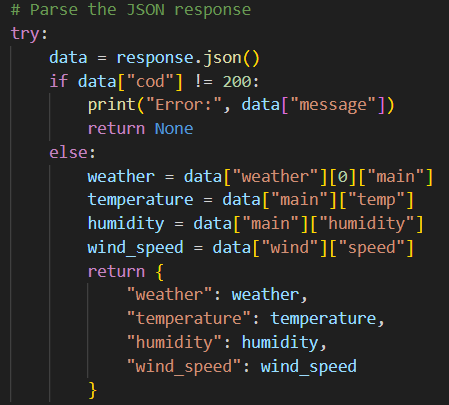 # Parse the JSON response
try:
    data = response.json()
    if data["cod"] != 200:
        print("Error:", data["message"])
        return None
    else:
        weather = data["weather"][0]["main"]
        temperature = data["main"]["temp"]
        humidity = data["main"]["humidity"]
        wind_speed = data["wind"]["speed"]
        return {
            "weather": weather,
            "temperature": temperature,
            "humidity": humidity,
            "wind_speed": wind_speed
        }